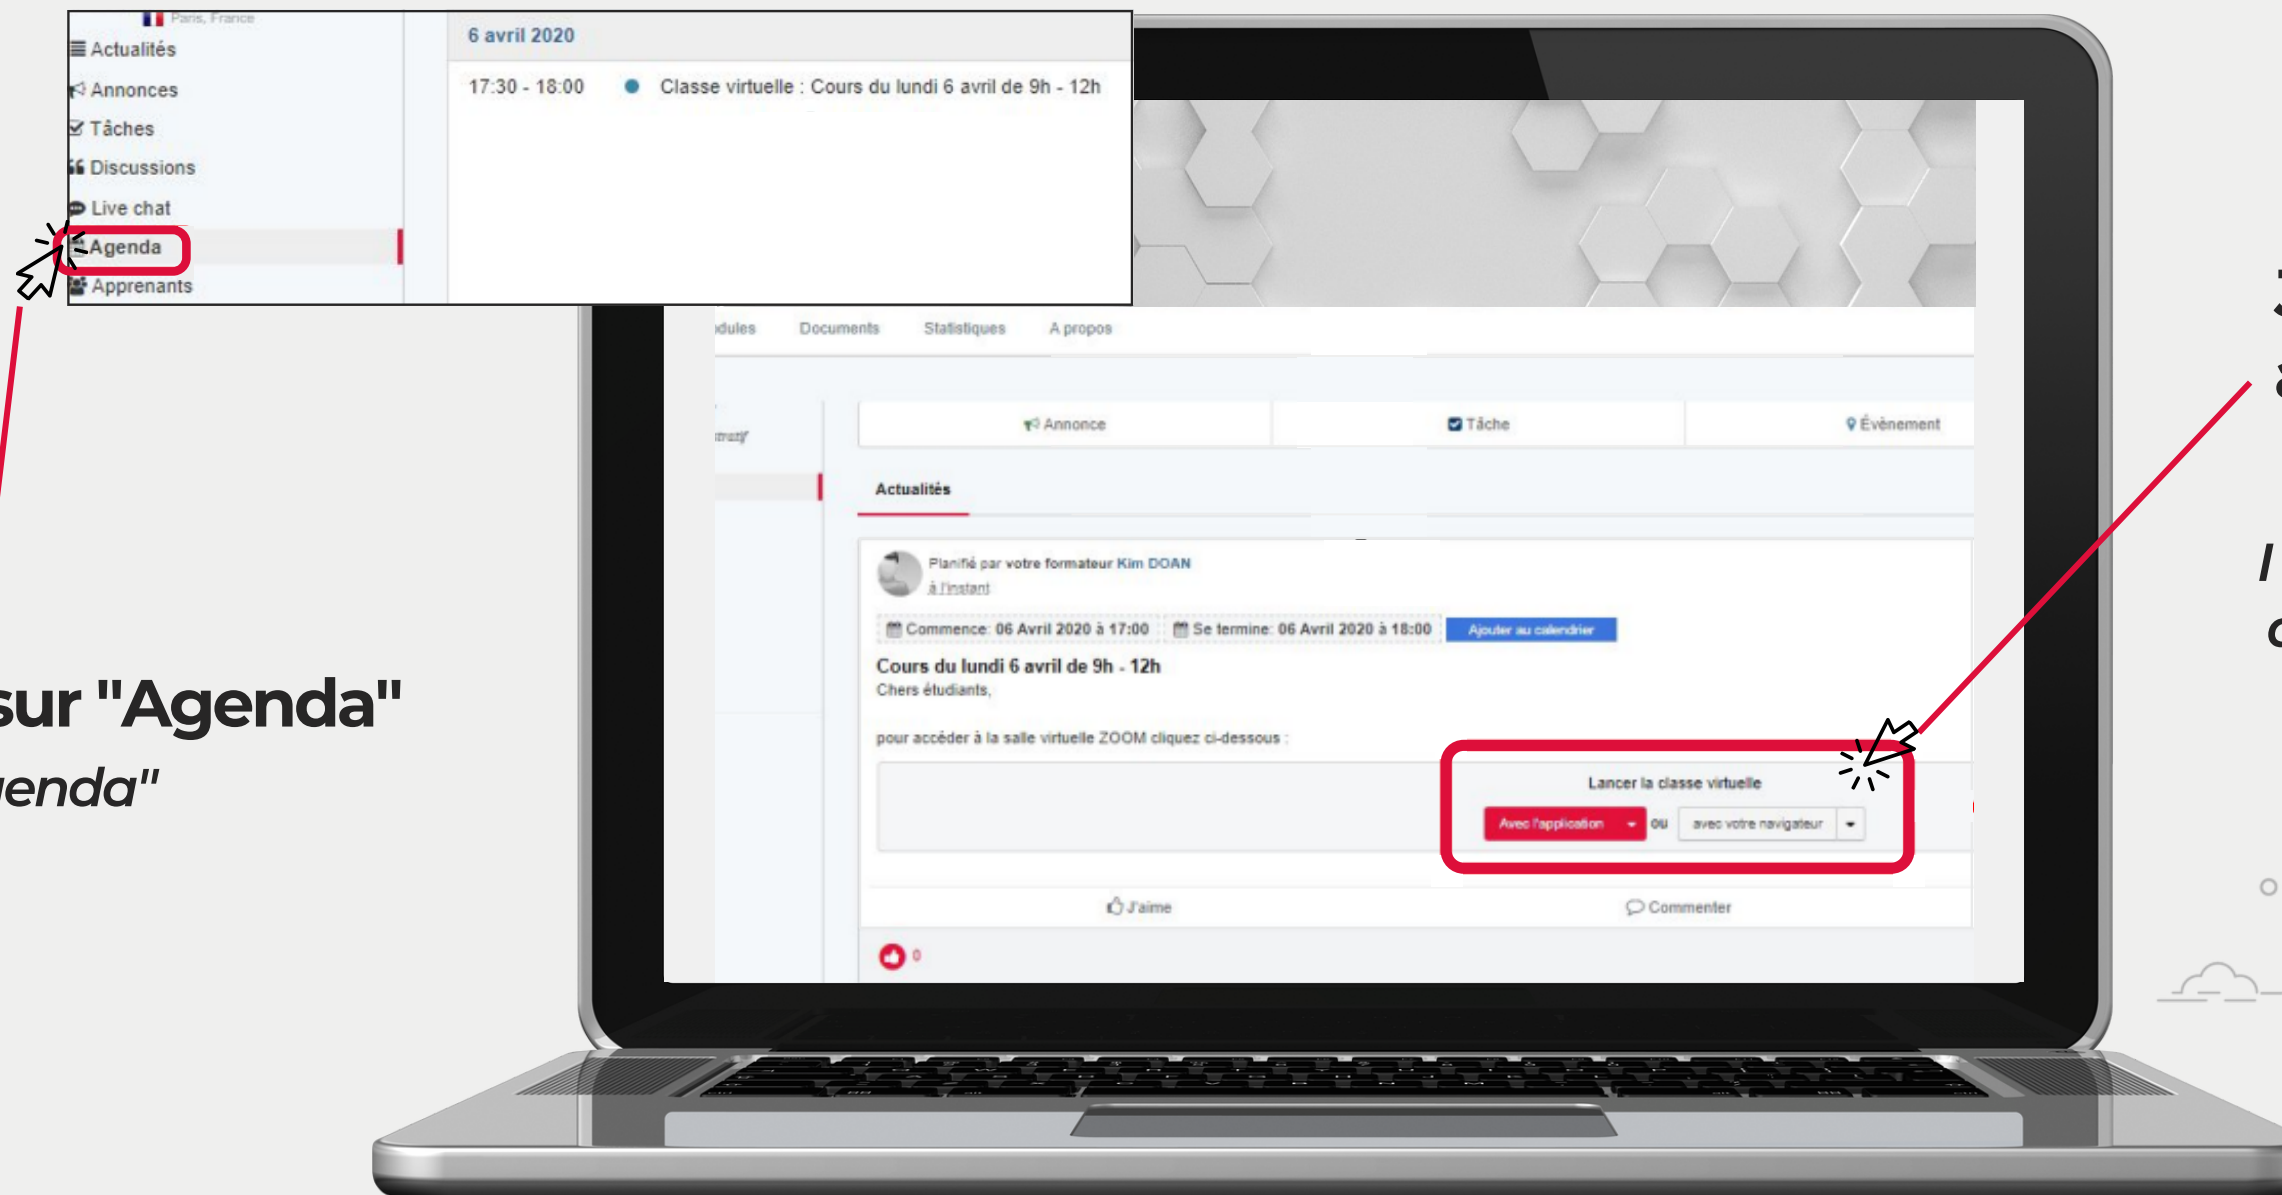 Paris, France
Actualités
Annonces
Tâches
Discussions
Live chat
Agenda
Apprenants
6 avril 2020
17:30 - 18:00 Classe virtuelle : Cours du lundi 6 avril de 9h - 12h
sur "Agenda"
Documents Statistiques A propos
Annonce Tâche Évènement
Actualités
Planifié par votre formateur Kim DOAN
à l'instant
Commence: 06 Avril 2020 à 17:00 Se termine: 06 Avril 2020 à 18:00 Ajouter au calendrier
Cours du lundi 6 avril de 9h - 12h
Chers étudiants,
pour accéder à la salle virtuelle ZOOM cliquez ci-dessous :
Lancer la classe virtuelle
Avec l'application ou avec votre navigateur
J'aime Commenter
0